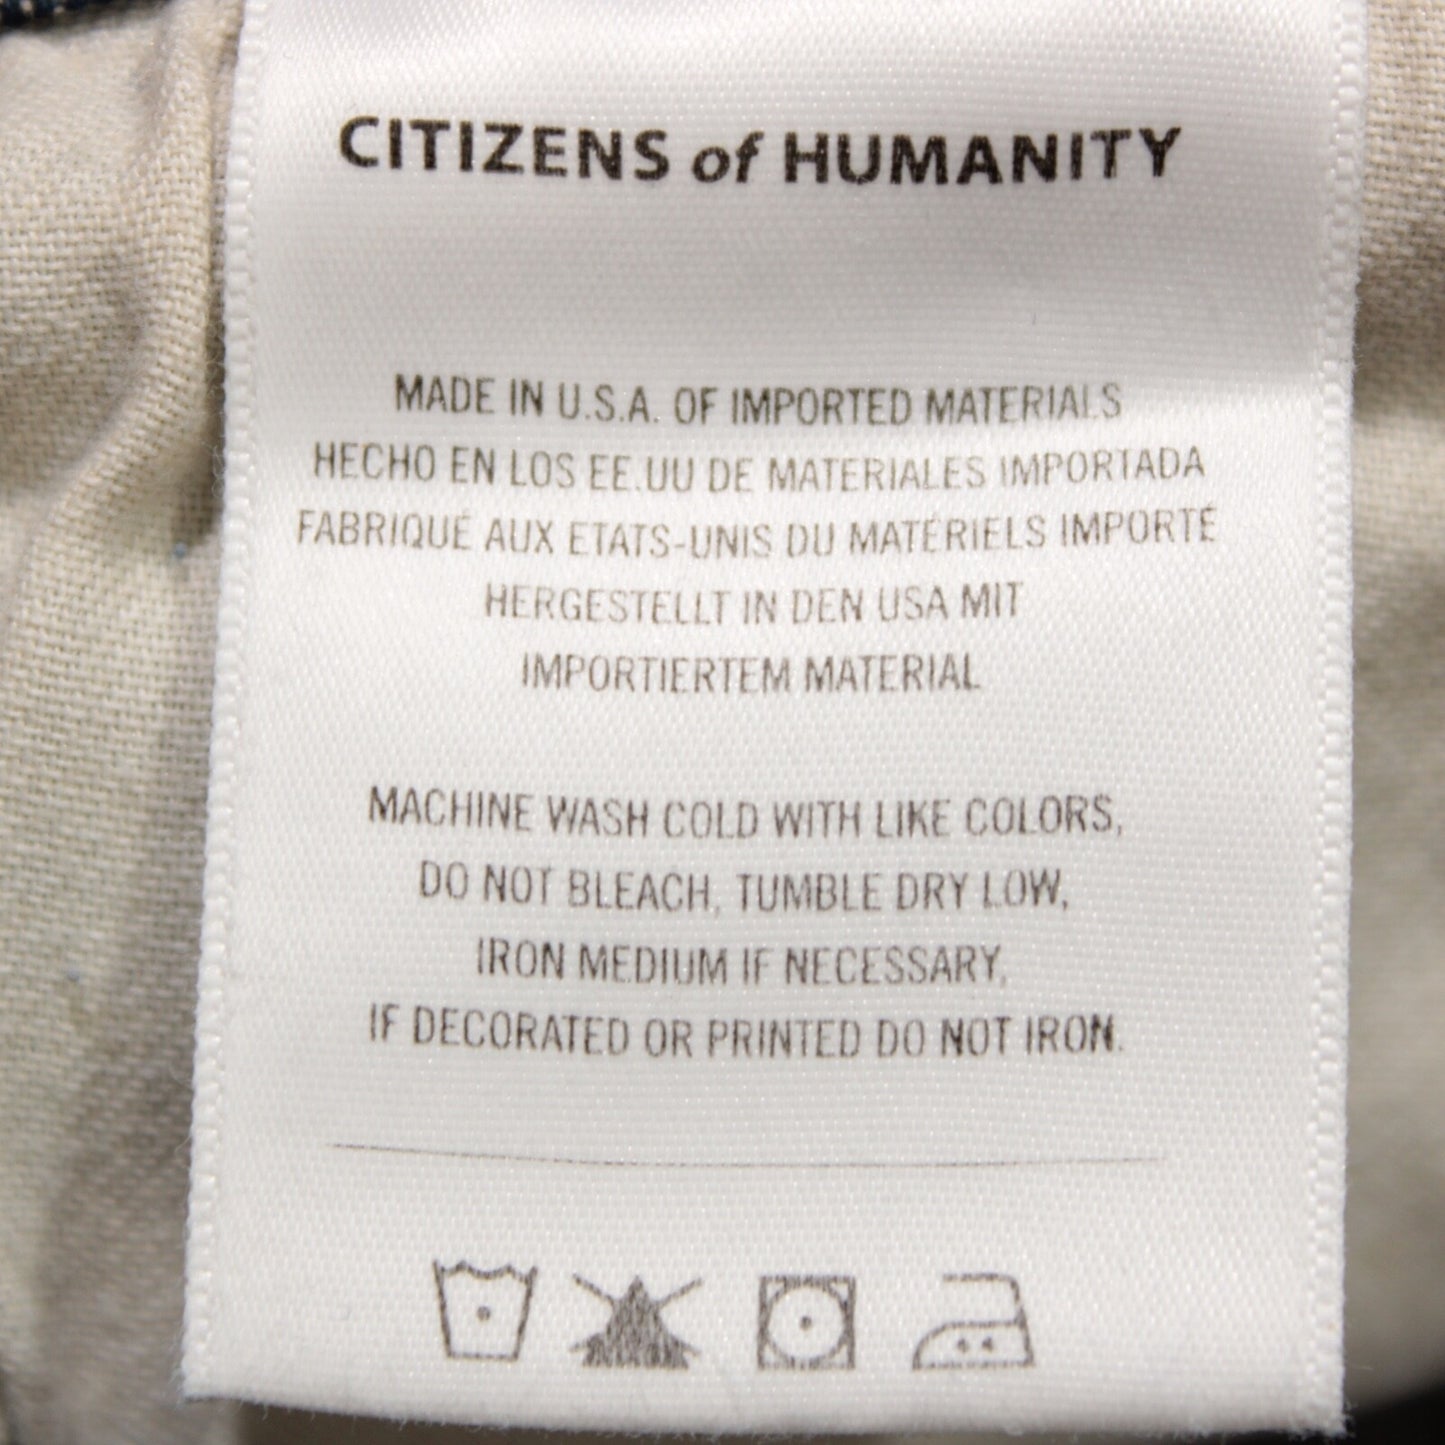 CITIZENS of HUMANITY
MADE IN U.S.A. OF IMPORTED MATERIALS
HECHO EN LOS EE.UU DE MATERIALES IMPORTADA
FABRIQUÉ AUX ETATS-UNIS DU MATÉRIELS IMPORTÉ
HERGESTELLT IN DEN USA MIT
IMPORTIERTEM MATERIAL
MACHINE WASH COLD WITH LIKE COLORS,
DO NOT BLEACH, TUMBLE DRY LOW,
IRON MEDIUM IF NECESSARY,
IF DECORATED OR PRINTED DO NOT IRON.